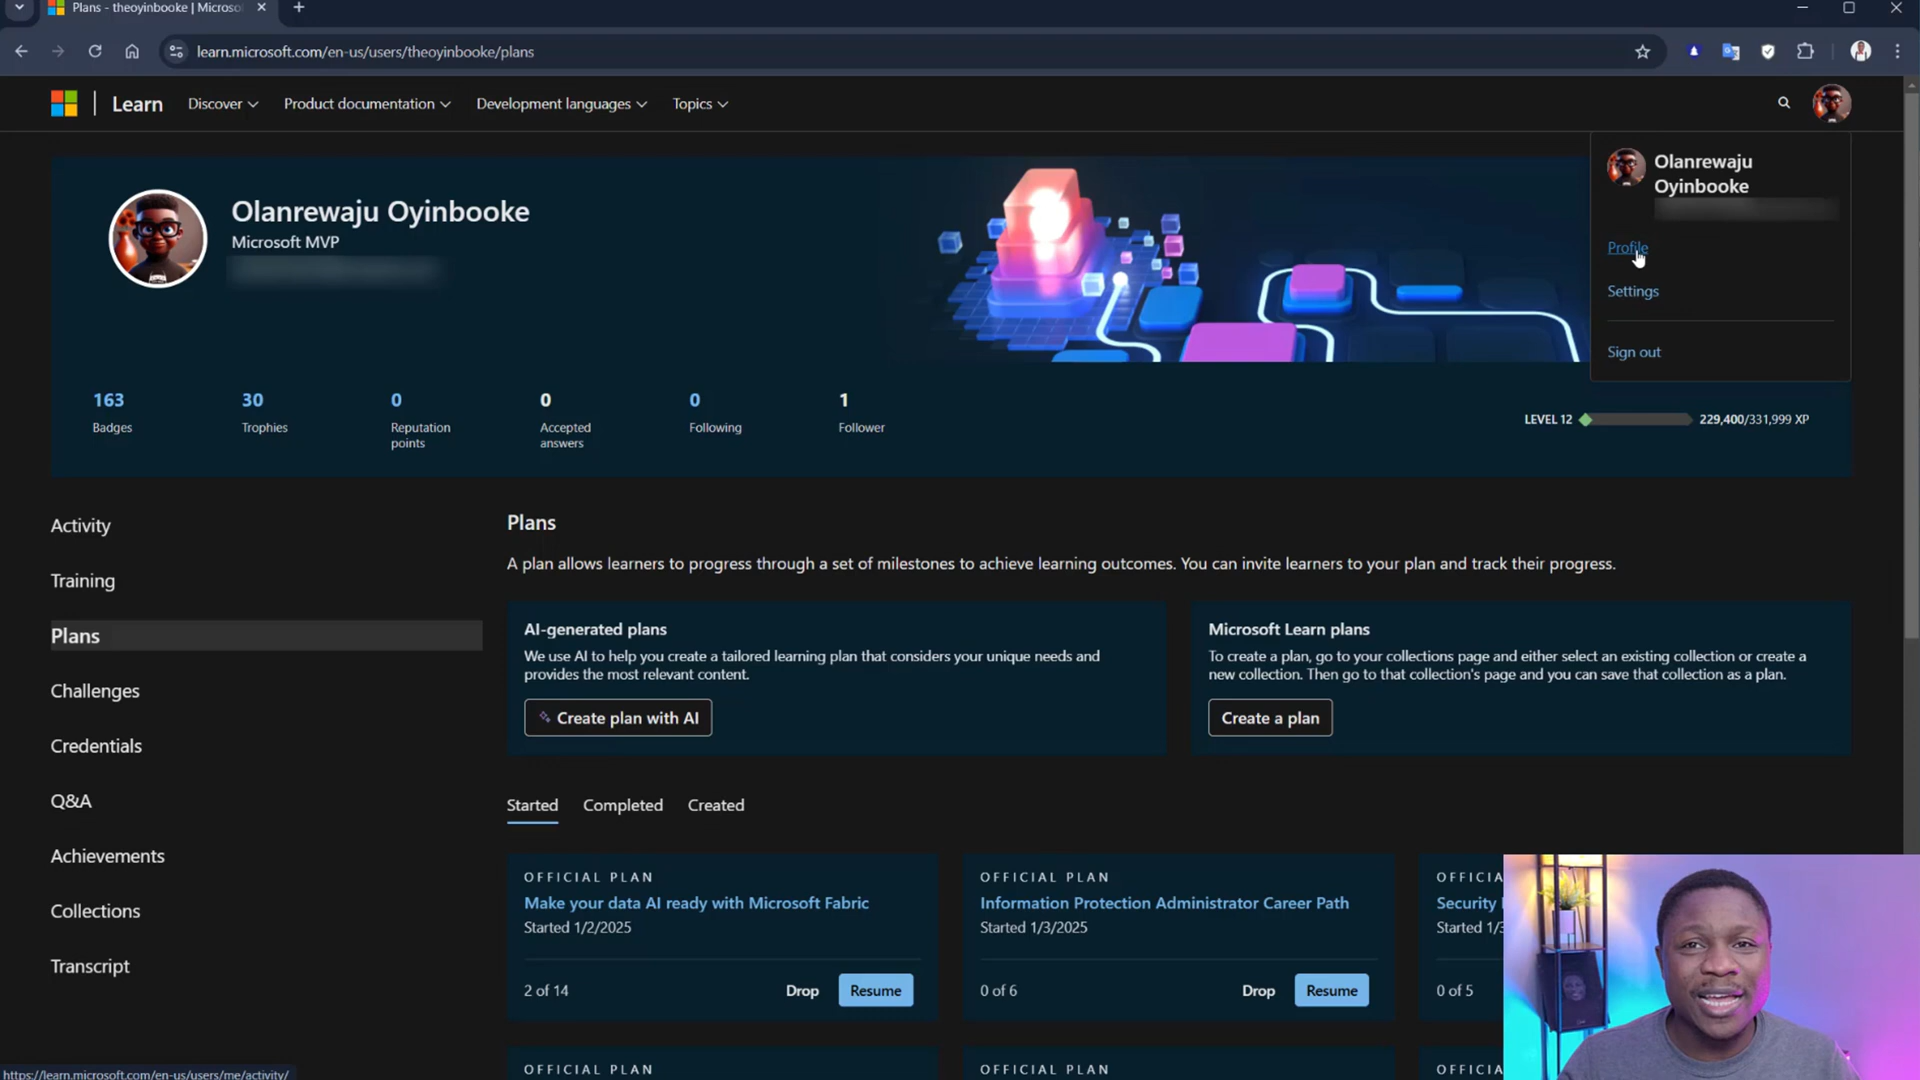 Plans - theoyinbooke | Microso
learn.microsoft.com/en-us/users/theoyinbooke/plans
Learn
Discover
Product documentation
Development languages
Topics
Olanrewaju
Oyinbooke
Profile
Settings
Sign out
Olanrewaju Oyinbooke
Microsoft MVP
163
Badges
30
Trophies
0
Reputation
points
0
Accepted
answers
0
Following
1
Follower
LEVEL 12
229,400/331,999 XP
Activity
Training
Plans
Challenges
Credentials
Q&A
Achievements
Collections
Transcript
Plans
A plan allows learners to progress through a set of milestones to achieve learning outcomes. You can invite learners to your plan and track their progress.
AI-generated plans
We use AI to help you create a tailored learning plan that considers your unique needs and
provides the most relevant content.
Create plan with AI
Microsoft Learn plans
To create a plan, go to your collections page and either select an existing collection or create a
new collection. Then go to that collection's page and you can save that collection as a plan.
Create a plan
Started
Completed
Created
OFFICIAL PLAN
Make your data AI ready with Microsoft Fabric
Started 1/2/2025
2 of 14
Drop
Resume
OFFICIAL PLAN
Information Protection Administrator Career Path
Started 1/3/2025
0 of 6
Drop
Resume
OFFICIA
Security
Started 1/3
0 of 5
OFFICIAL PLAN
OFFICIAL PLAN
https://learn.microsoft.com/en-us/users/me/activity/